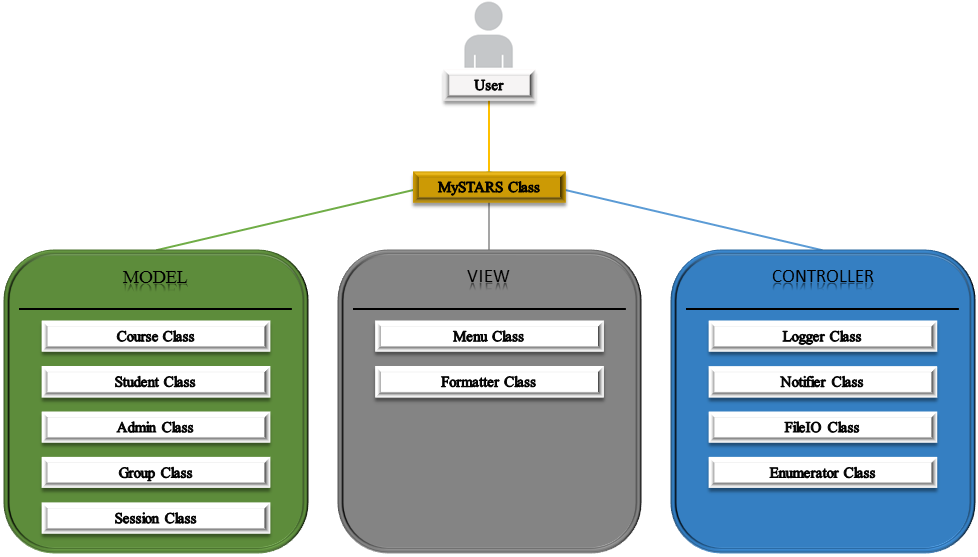 User
MySTARS Class
MODEL
Course Class
Student Class
Admin Class
Group Class
Session Class
VIEW
Menu Class
Formatter Class
CONTROLLER
Logger Class
Notifier Class
FileIO Class
Enumerator Class